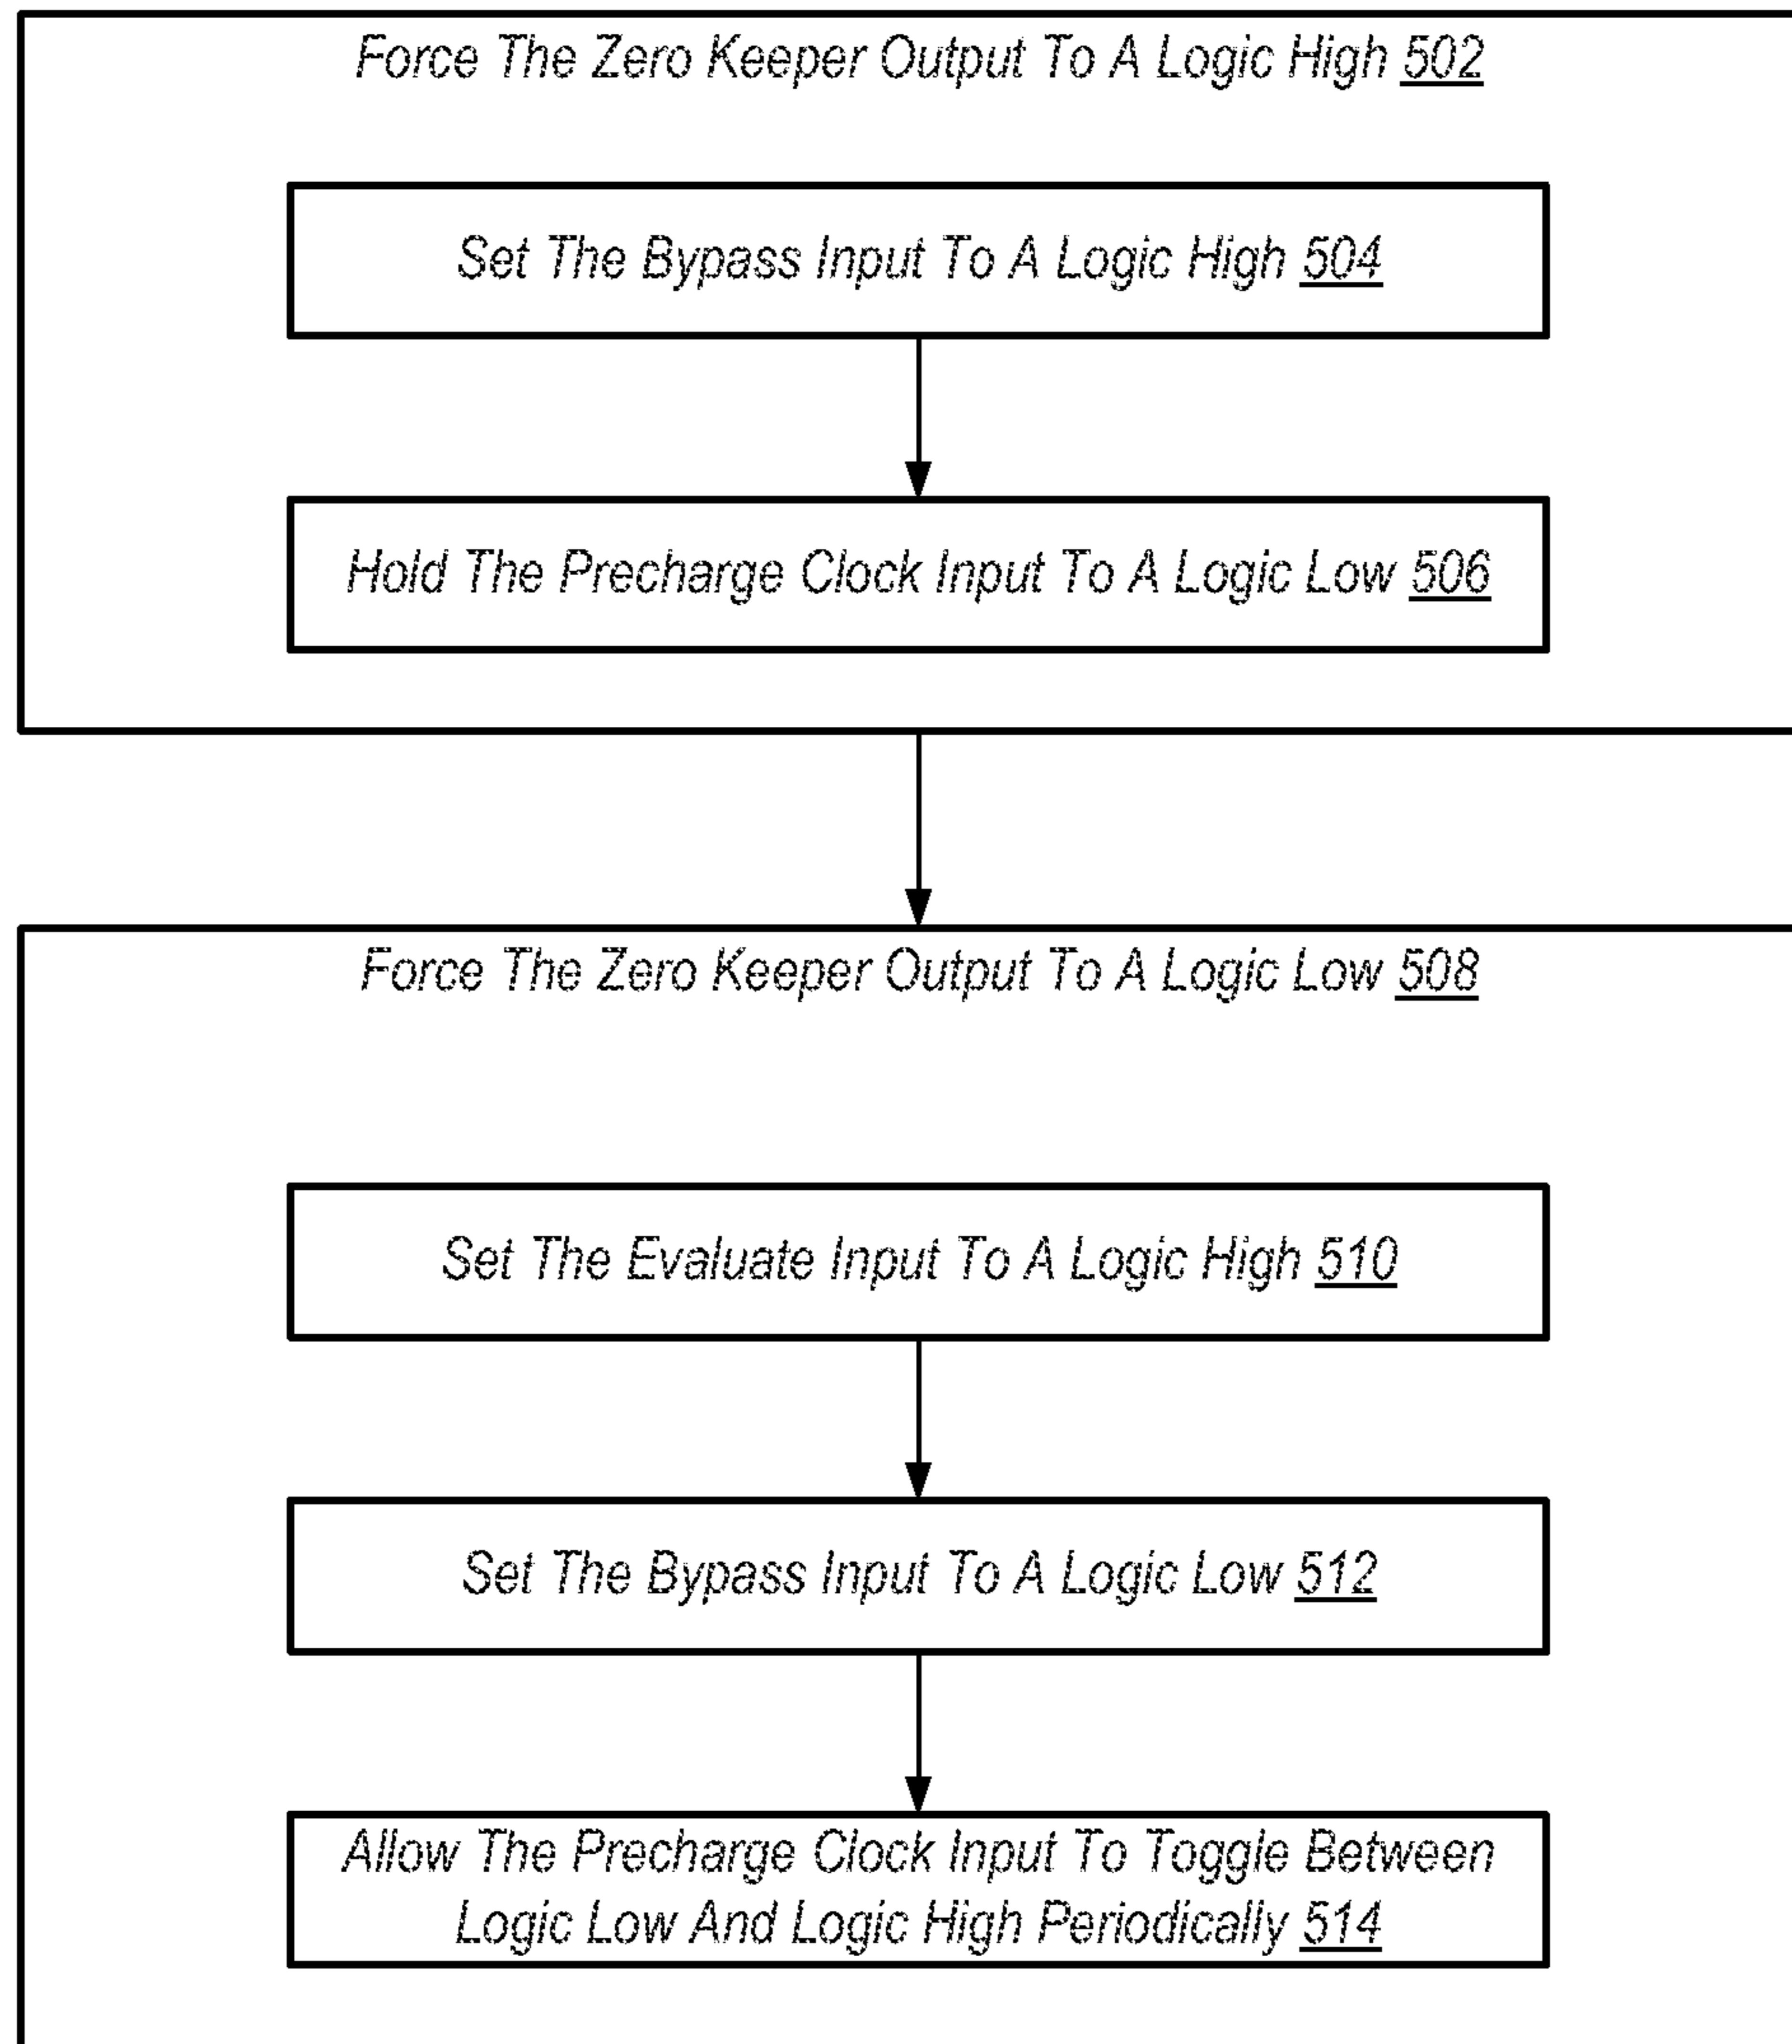 Force The Zero Keeper Output To A Logic High 502
Set The Bypass Input To A Logic High 504
Hold The Precharge Clock Input To A Logic Low 506
Force The Zero Keeper Output To A Logic Low 508
Set The Evaluate Input To A Logic High 510
Set The Bypass Input To A Logic Low 512
Allow The Precharge Clock Input To Toggle Between
Logic Low And Logic High Periodically 514